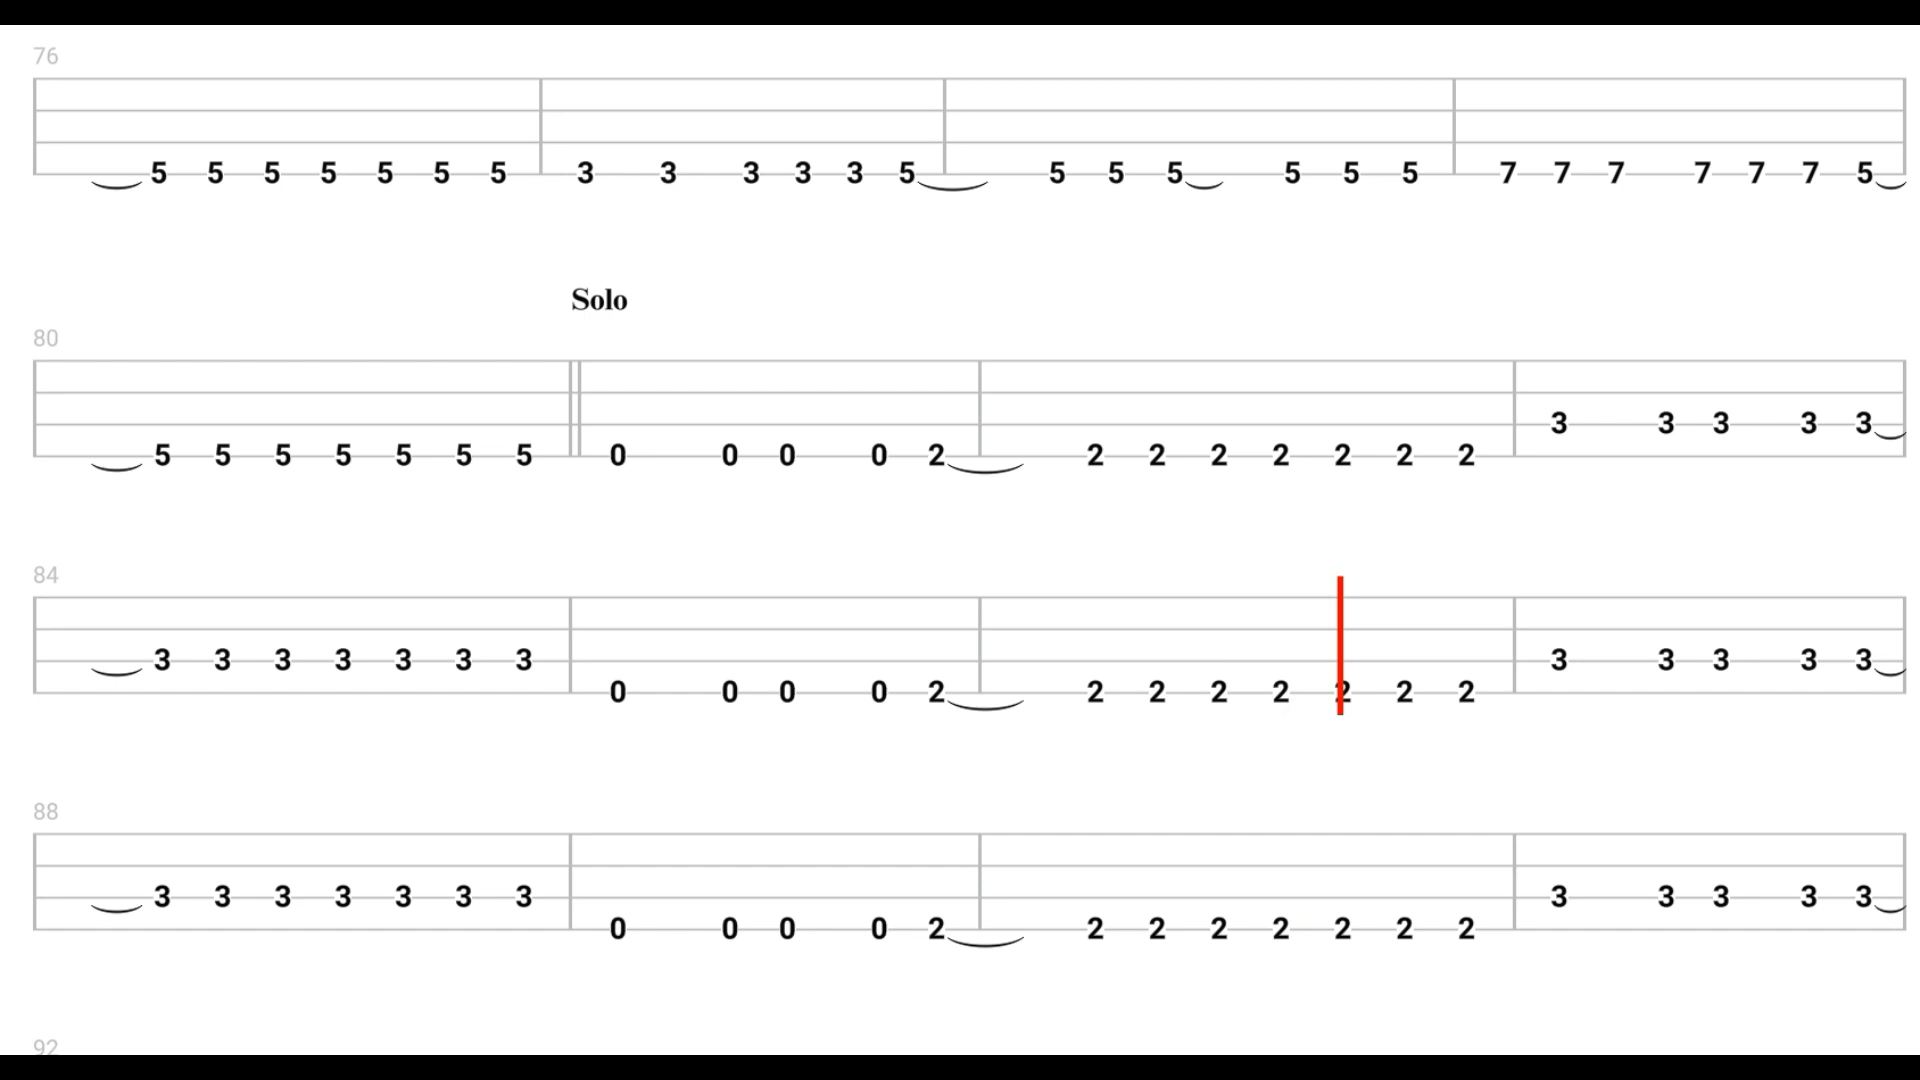 76
5 5 5 5 5 5 5 3 3 3 3 3 5 5 5 5 5 5 5 7 7 7 7 7 7 5
Solo
80
3 3 3 3 3
5 5 5 5 5 5 5 0 0 0 0 2 2 2 2 2 2 2 2
84
3 3 3 3 3 3 3 3 3 3 3 3
0 0 0 0 2 2 2 2 2 2 2 2
88
3 3 3 3 3 3 3 3 3 3 3 3
0 0 0 0 2 2 2 2 2 2 2 2
92